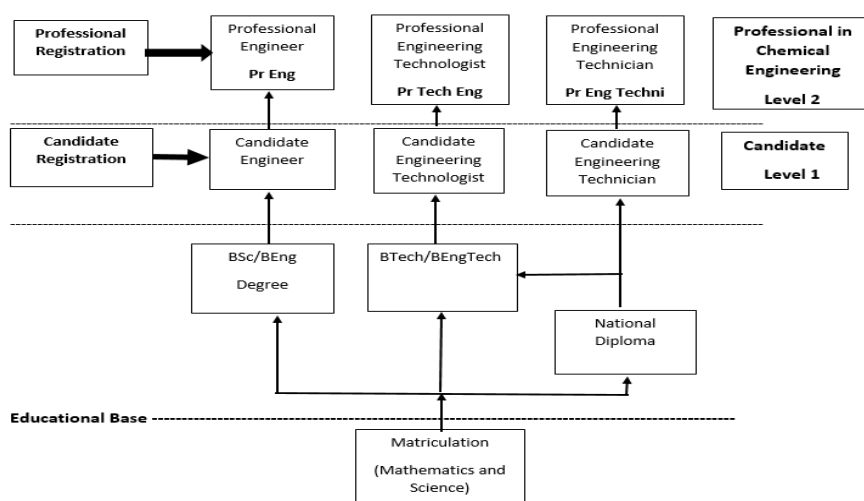 Professional
Registration
Professional
Engineer
Pr Eng
Professional
Engineering
Technologist
Pr Tech Eng
Professional
Engineering
Technician
Pr Eng Techni
Professional in
Chemical
Engineering
Level 2
Candidate
Registration
Candidate
Engineer
Candidate
Engineering
Technologist
Candidate
Engineering
Technician
Candidate
Level 1
BSc/BEng
Degree
BTech/BEngTech
National
Diploma
Educational Base
Matriculation
(Mathematics and
Science)